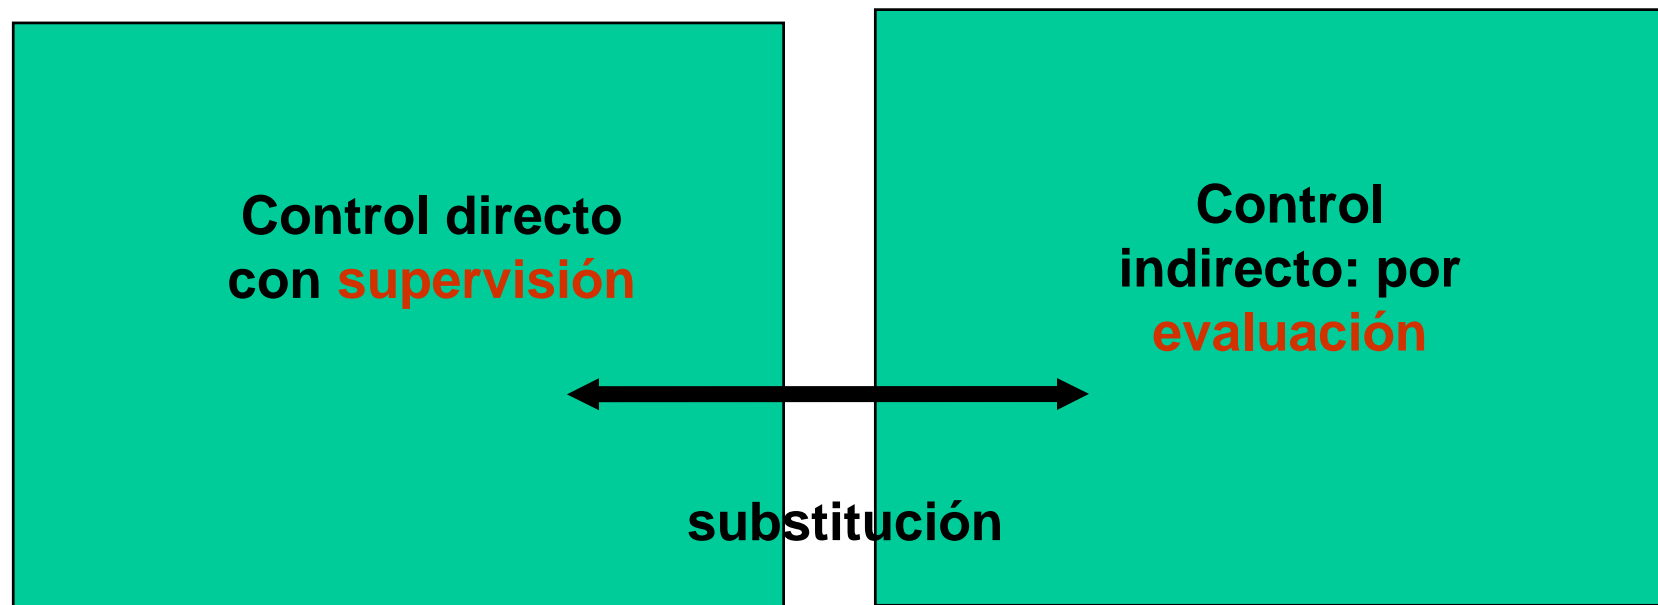 Control directo
con supervisión
Control
indirecto: por
evaluación
substitución